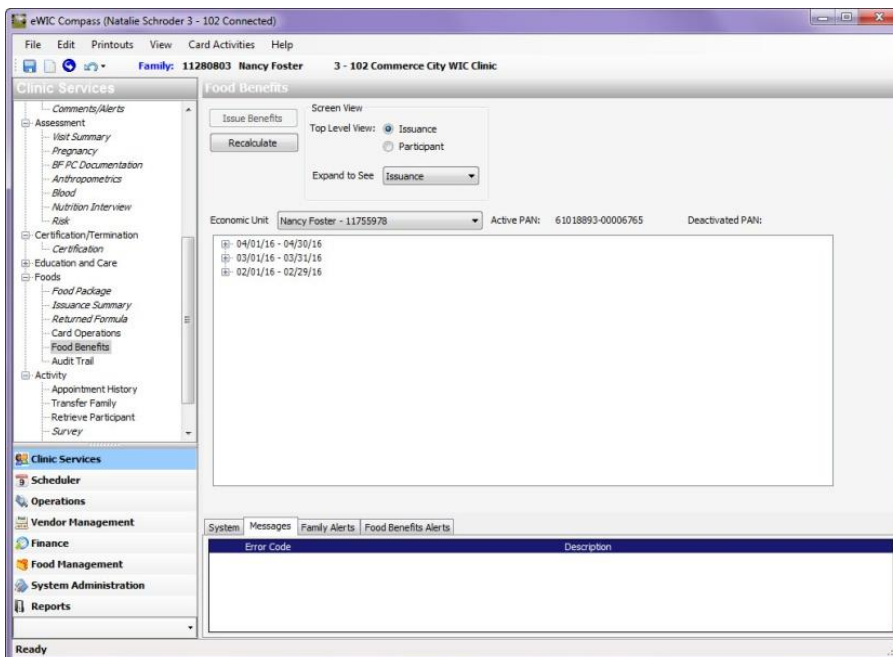 eWIC Compass (Natalie Schroder 3 - 102 Connected)
File Edit Printouts View Card Activities Help
Family: 11280803 Nancy Foster 3 - 102 Commerce City WIC Clinic
Clinic Services
Comments/Alerts
Assessment
Visit Summary
Pregnancy
BF PC Documentation
Anthropometrics
Blood
Nutrition Interview
Risk
Certification/Termination
Certification
Education and Care
Foods
Food Package
Issuance Summary
Returned Formula
Card Operations
Food Benefits
Audit Trail
Activity
Appointment History
Transfer Family
Retrieve Participant
Survey
Clinic Services
9 Scheduler
Operations
Vendor Management
Finance
Food Management
System Administration
Reports
Food Benefits
Issue Benefits
Recalculate
Screen View
Top Level View: Issuance
Participant
Expand to See Issuance
Economic Unit Nancy Foster - 11755978 Active PAN: 61018893-00006765 Deactivated PAN:
04/01/16 - 04/30/16
03/01/16 - 03/31/16
02/01/16 - 02/29/16
System Messages Family Alerts Food Benefits Alerts
Error Code Description
Ready